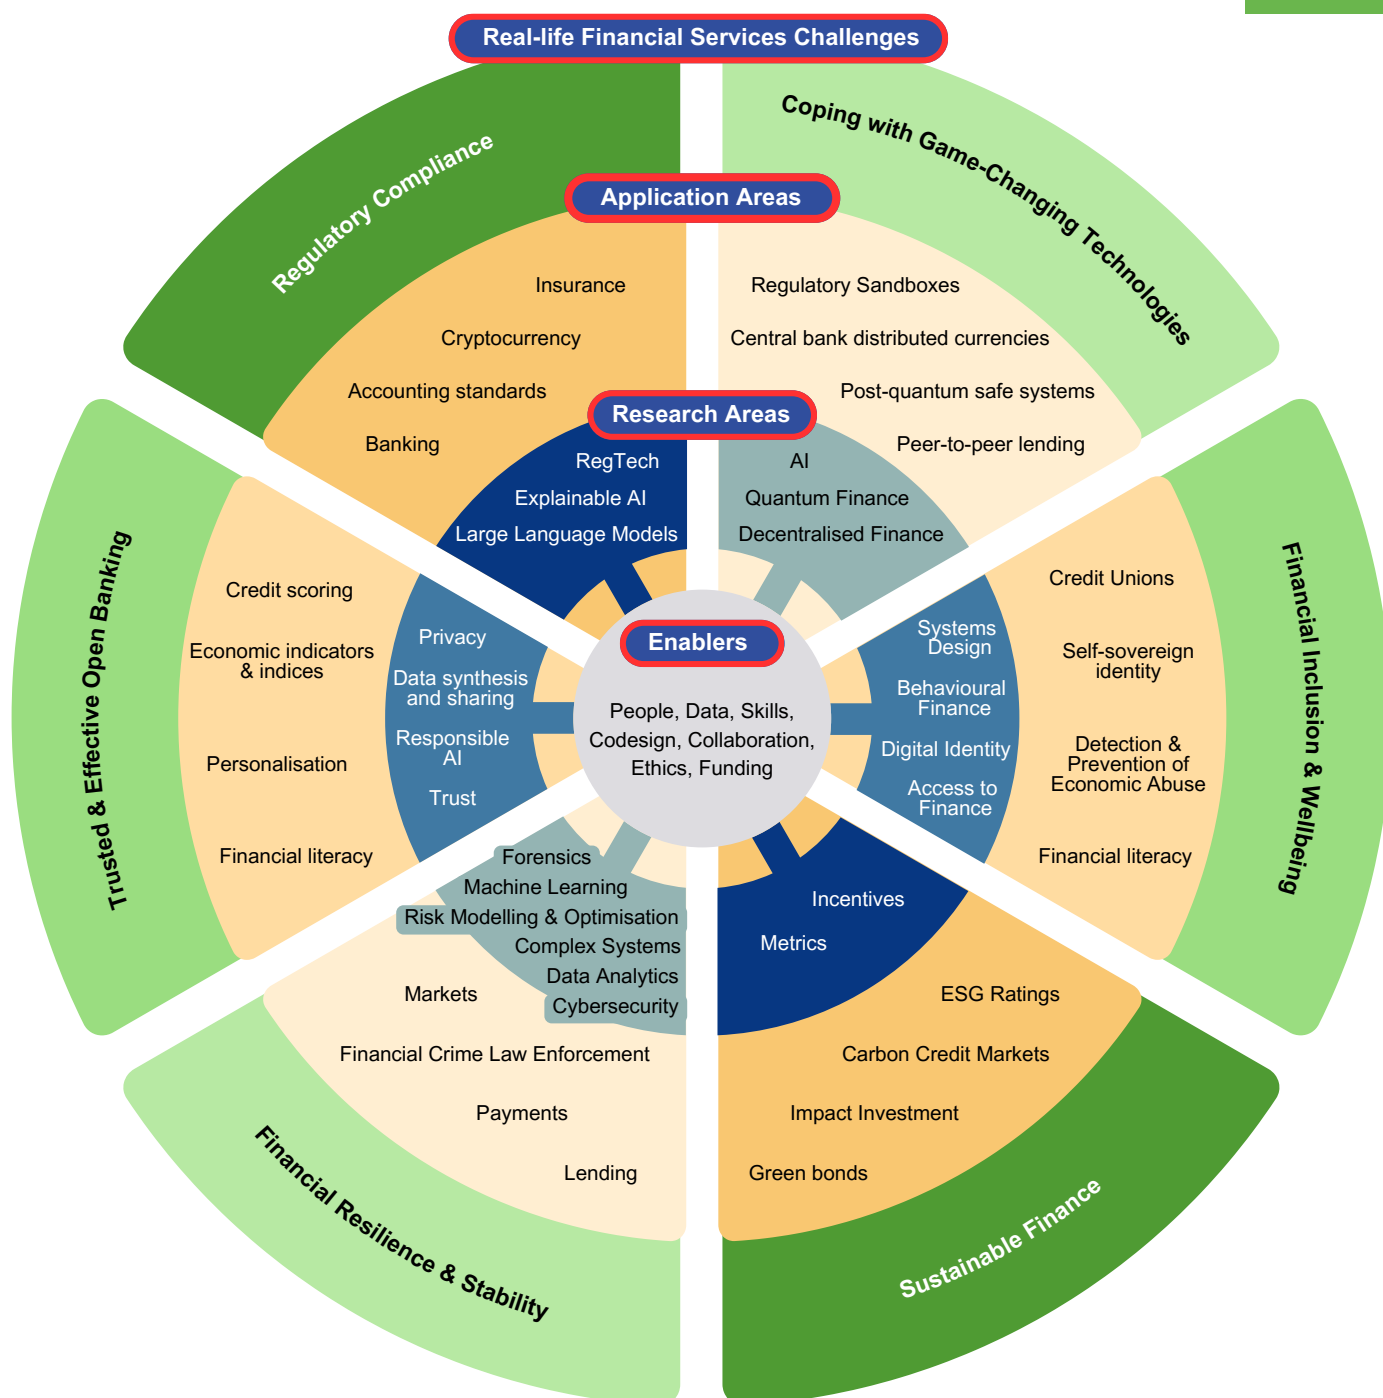 Real-life Financial Services Challenges
Regulatory Compliance
Coping with Game-Changing Technologies
Application Areas
Insurance
Cryptocurrency
Accounting standards
Banking
Regulatory Sandboxes
Central bank distributed currencies
Post-quantum safe systems
Peer-to-peer lending
Research Areas
RegTech
Explainable AI
Large Language Models
AI
Quantum Finance
Decentralised Finance
Trusted & Effective Open Banking
Credit scoring
Economic indicators
& indices
Personalisation
Financial literacy
Privacy
Data synthesis
and sharing
Responsible
AI
Trust
Enablers
People, Data, Skills,
Codesign, Collaboration,
Ethics, Funding
Systems
Design
Behavioural
Finance
Digital Identity
Access to
Finance
Credit Unions
Self-sovereign
identity
Detection &
Prevention of
Economic Abuse
Financial literacy
Financial Inclusion & Wellbeing
Forensics
Machine Learning
Risk Modelling & Optimisation
Complex Systems
Data Analytics
Cybersecurity
Markets
Financial Crime Law Enforcement
Payments
Lending
Financial Resilience & Stability
Incentives
Metrics
ESG Ratings
Carbon Credit Markets
Impact Investment
Green bonds
Sustainable Finance